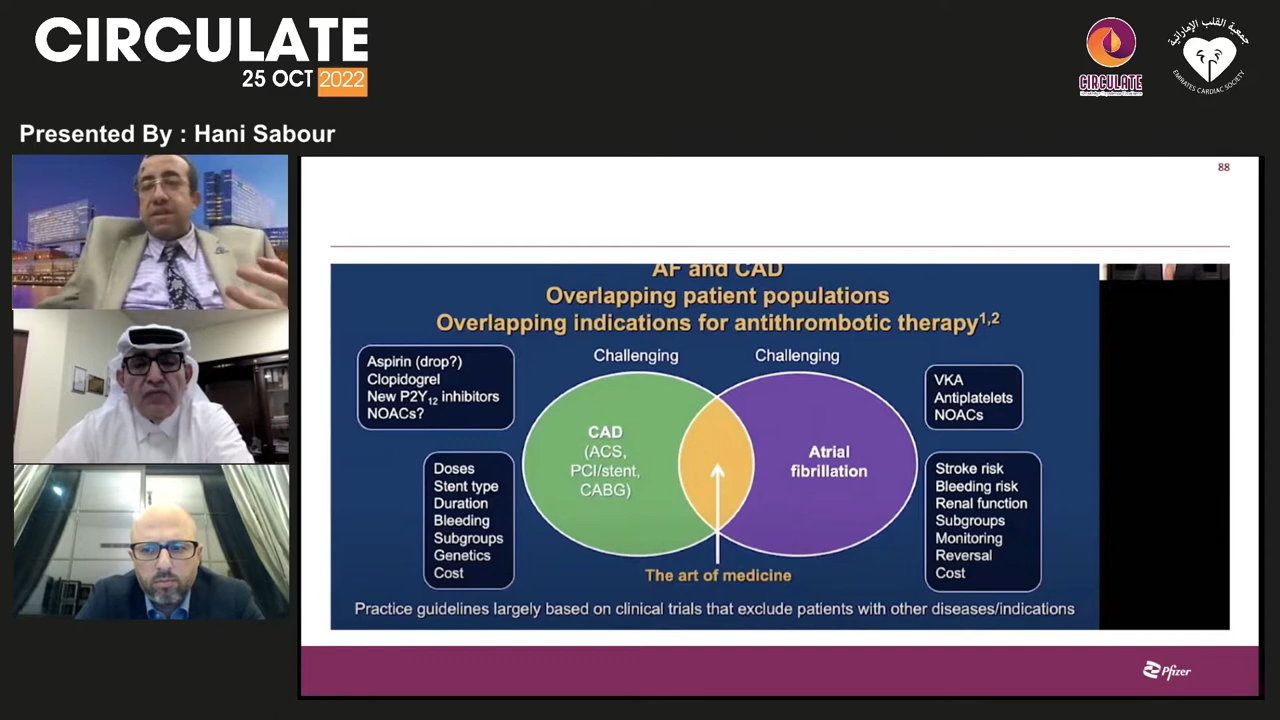 CIRCULATE
25 OCT 2022
CIRCULATE
جمعية القلب الإماراتية
EMIRATES CARDIAC SOCIETY
Presented By : Hani Sabour
88
AF and CAD
Overlapping patient populations
Overlapping indications for antithrombotic therapy1,2
Aspirin (drop?)
Clopidogrel
New P2Y12 inhibitors
NOACs?
Challenging
Challenging
VKA
Antiplatelets
NOACs
CAD
(ACS,
PCI/stent,
CABG)
Atrial
fibrillation
Doses
Stent type
Duration
Bleeding
Subgroups
Genetics
Cost
Stroke risk
Bleeding risk
Renal function
Subgroups
Monitoring
Reversal
Cost
The art of medicine
Practice guidelines largely based on clinical trials that exclude patients with other diseases/indications
Pfizer